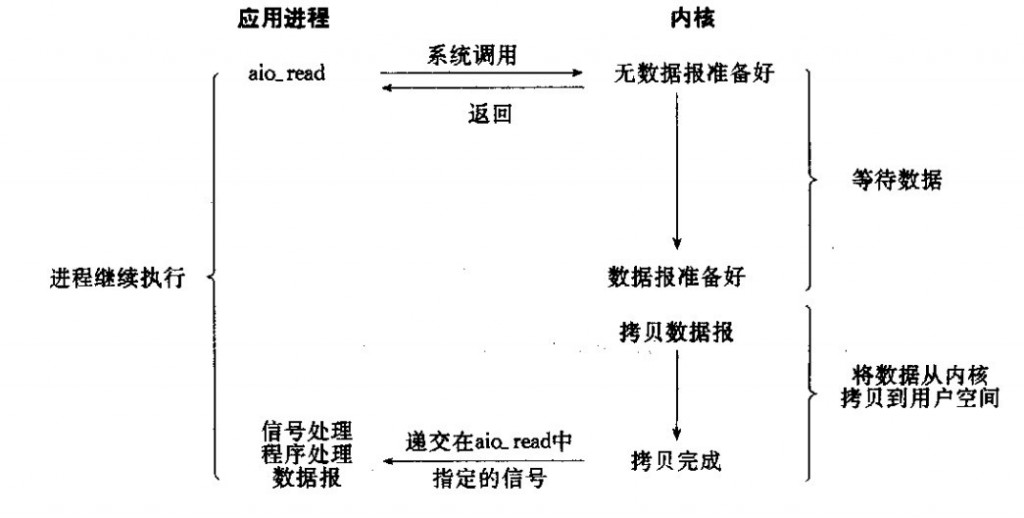 应用进程
内核
系统调用
aio_read
无数据报准备好
返回
等待数据
进程继续执行
数据报准备好
拷贝数据报
将数据从内核
拷贝到用户空间
信号处理
程序处理
数据报
递交在aio_read中
指定的信号
拷贝完成